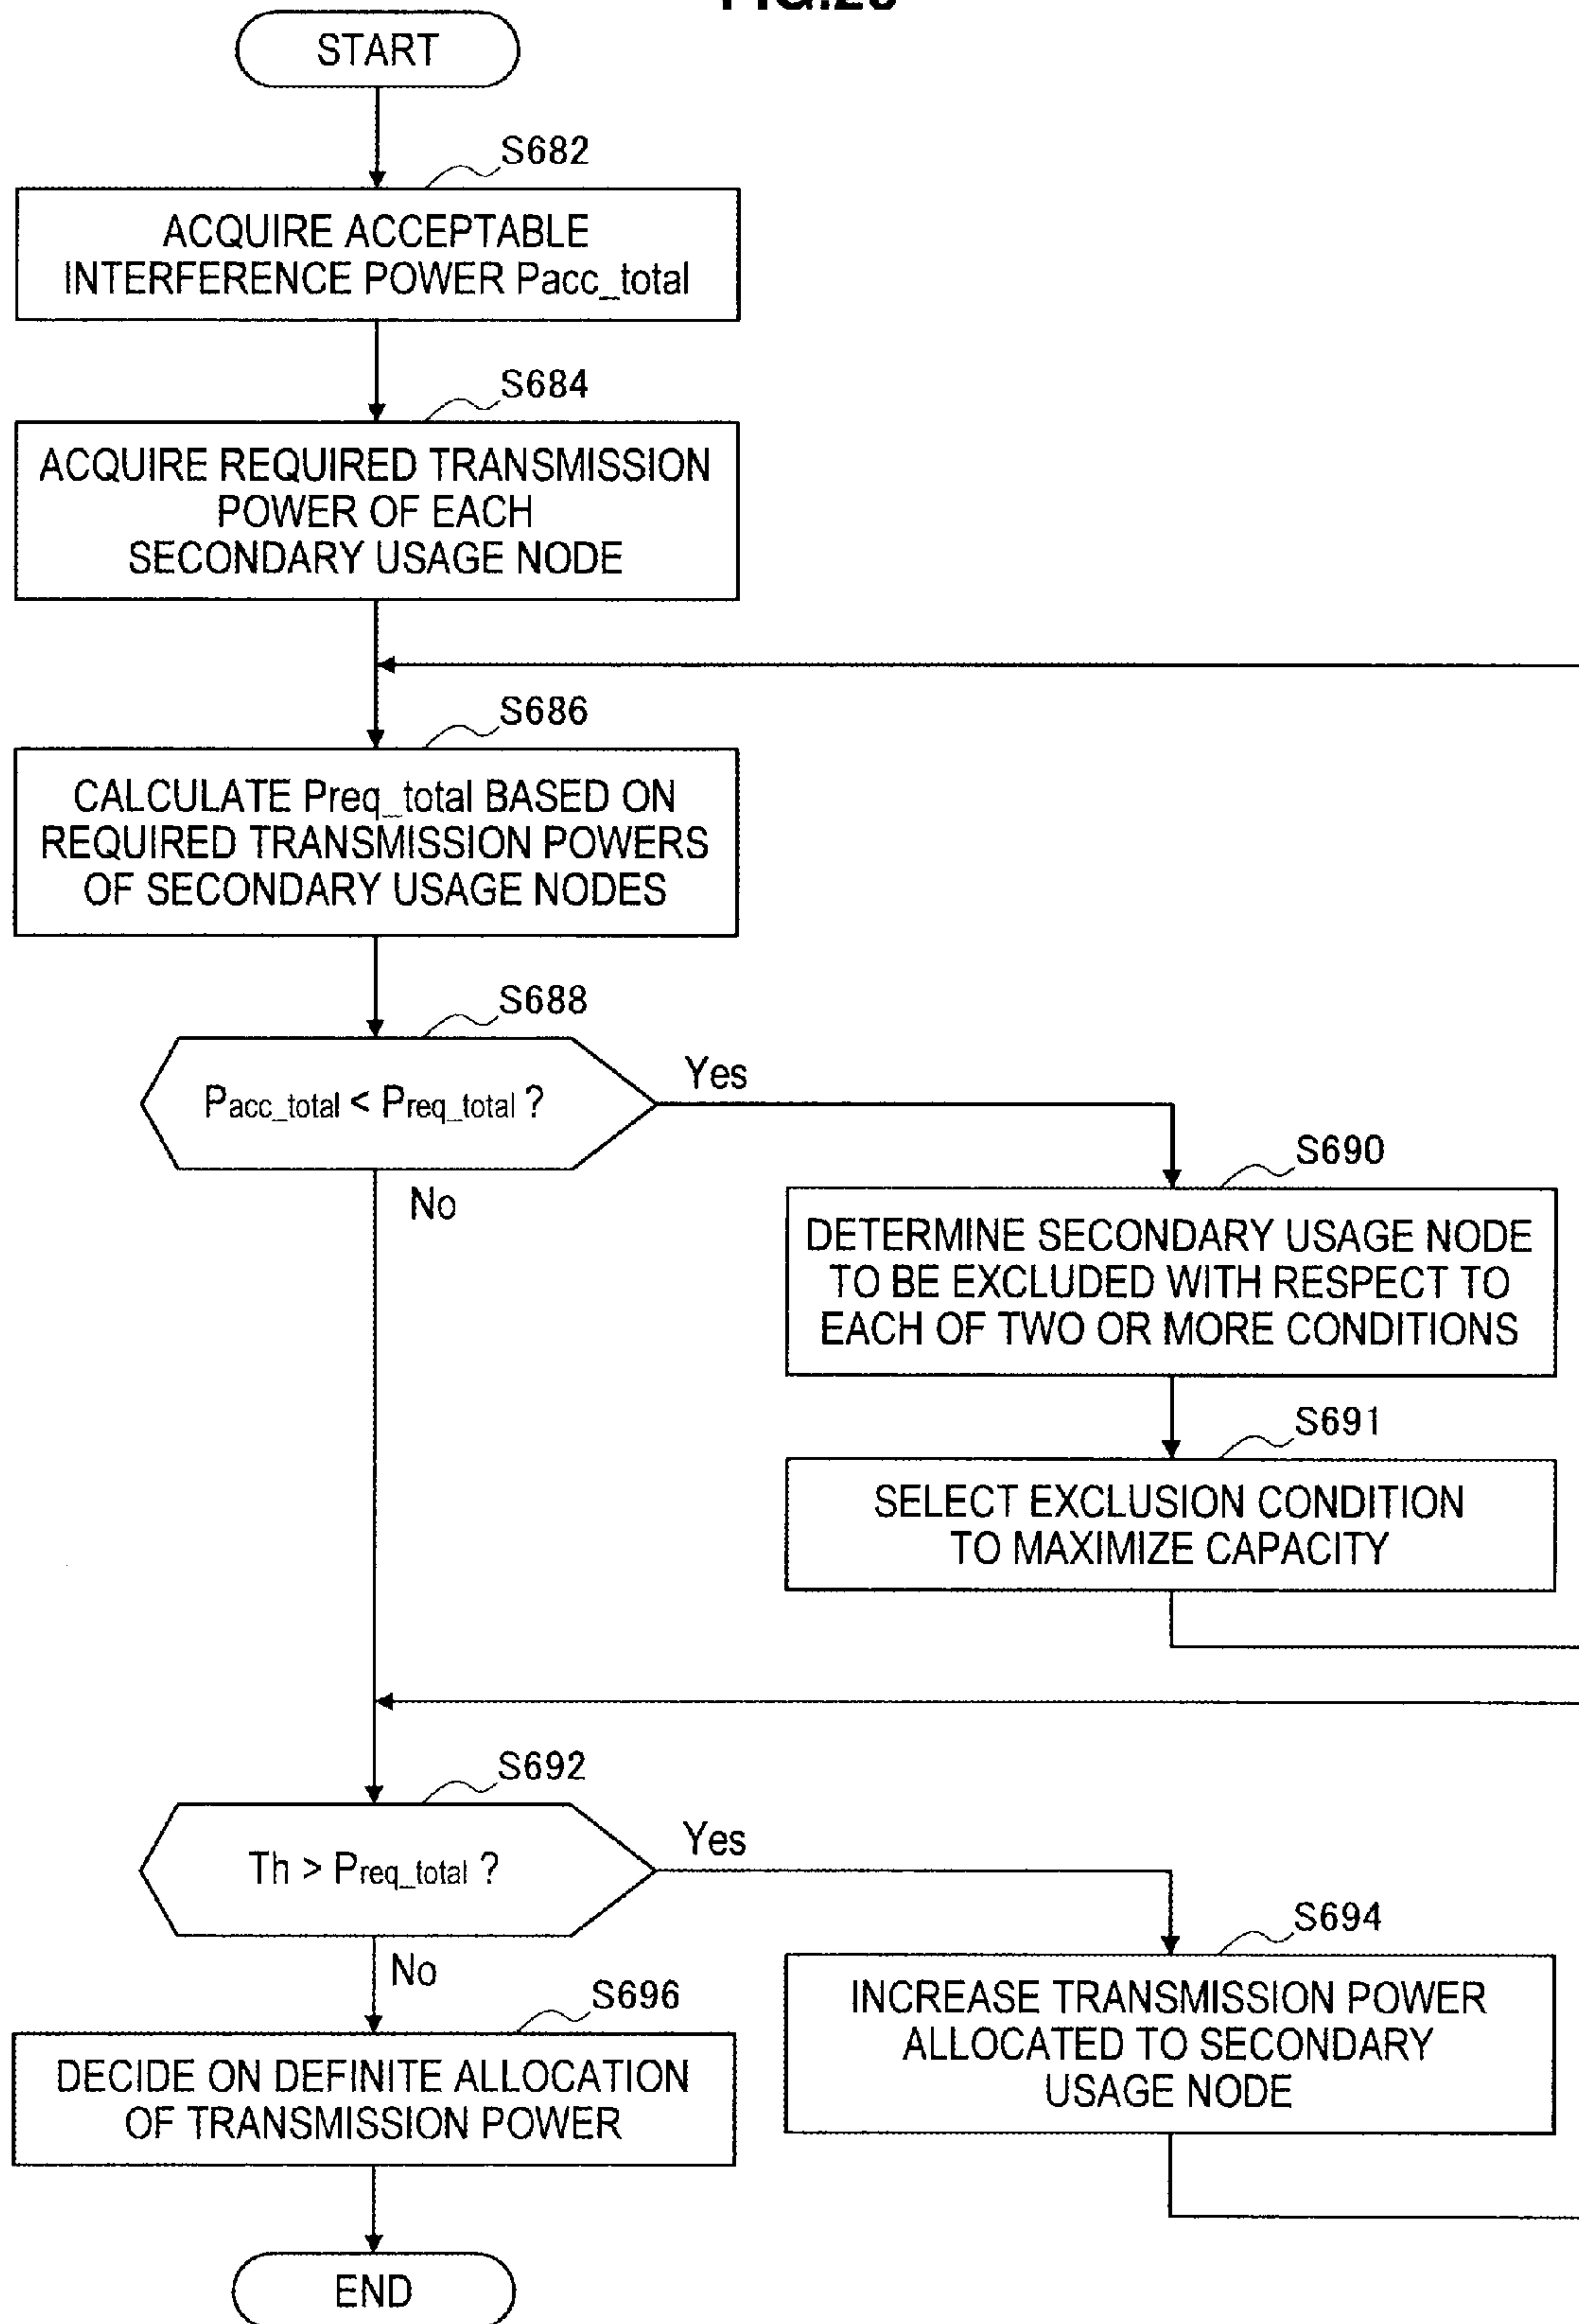 START
S682
ACQUIRE ACCEPTABLE
INTERFERENCE POWER Pacc_total
S684
ACQUIRE REQUIRED TRANSMISSION
POWER OF EACH
SECONDARY USAGE NODE
S686
CALCULATE Preq_total BASED ON
REQUIRED TRANSMISSION POWERS
OF SECONDARY USAGE NODES
S688
Pacc_total < Preq_total ?
Yes
No
S690
DETERMINE SECONDARY USAGE NODE
TO BE EXCLUDED WITH RESPECT TO
EACH OF TWO OR MORE CONDITIONS
S691
SELECT EXCLUSION CONDITION
TO MAXIMIZE CAPACITY
S692
Th > Preq_total ?
Yes
No
S694
INCREASE TRANSMISSION POWER
ALLOCATED TO SECONDARY
USAGE NODE
S696
DECIDE ON DEFINITE ALLOCATION
OF TRANSMISSION POWER
END